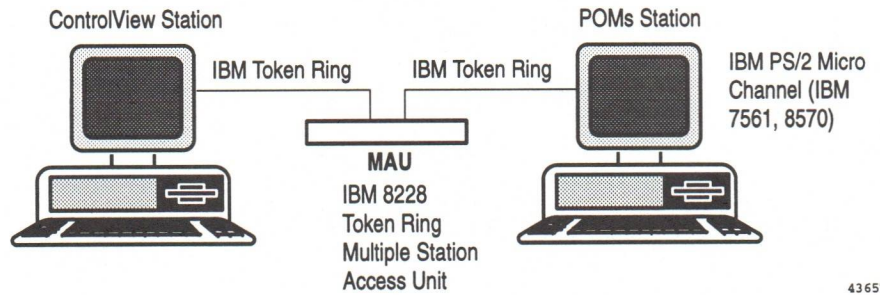 ControlView Station
POMs Station
IBM Token Ring
IBM Token Ring
IBM PS/2 Micro
Channel (IBM
7561, 8570)
MAU
IBM 8228
Token Ring
Multiple Station
Access Unit
4365